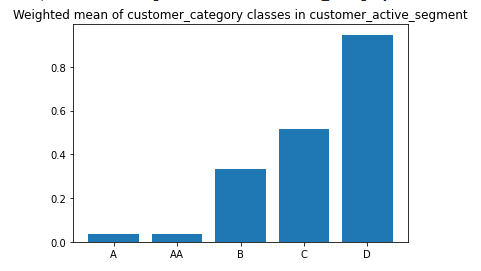 Weighted mean of customer_category classes in customer_active_segment
0.8
0.6
0.4
0.2
0.0
A AA B C D